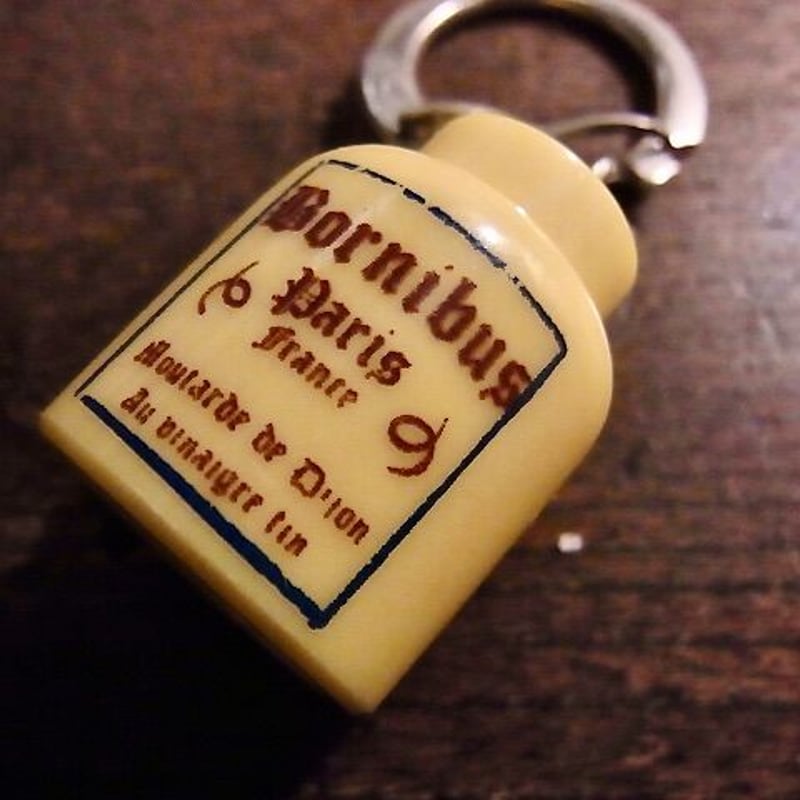 Bornibus
Paris
France
Moutarde de Dijon
Au vinaigre fin